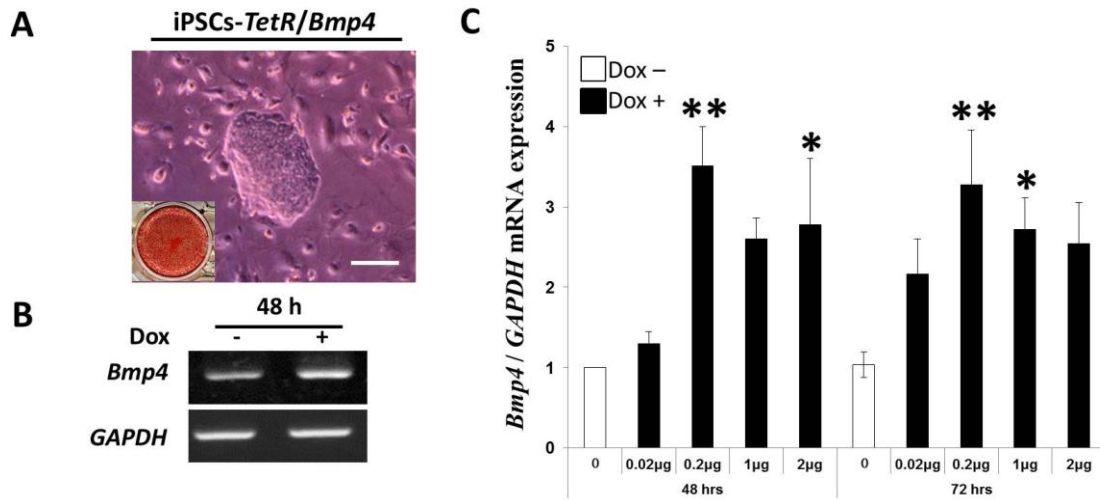 A
iPSCs-TetR/Bmp4
B
48 h
Dox - +
Bmp4
GAPDH
C
Bmp4 / GAPDH mRNA expression
5
4
3
2
1
0
Dox –
Dox +
** * ** *
0 0.02µg 0.2µg 1µg 2µg 0 0.02µg 0.2µg 1µg 2µg
48 hrs 72 hrs